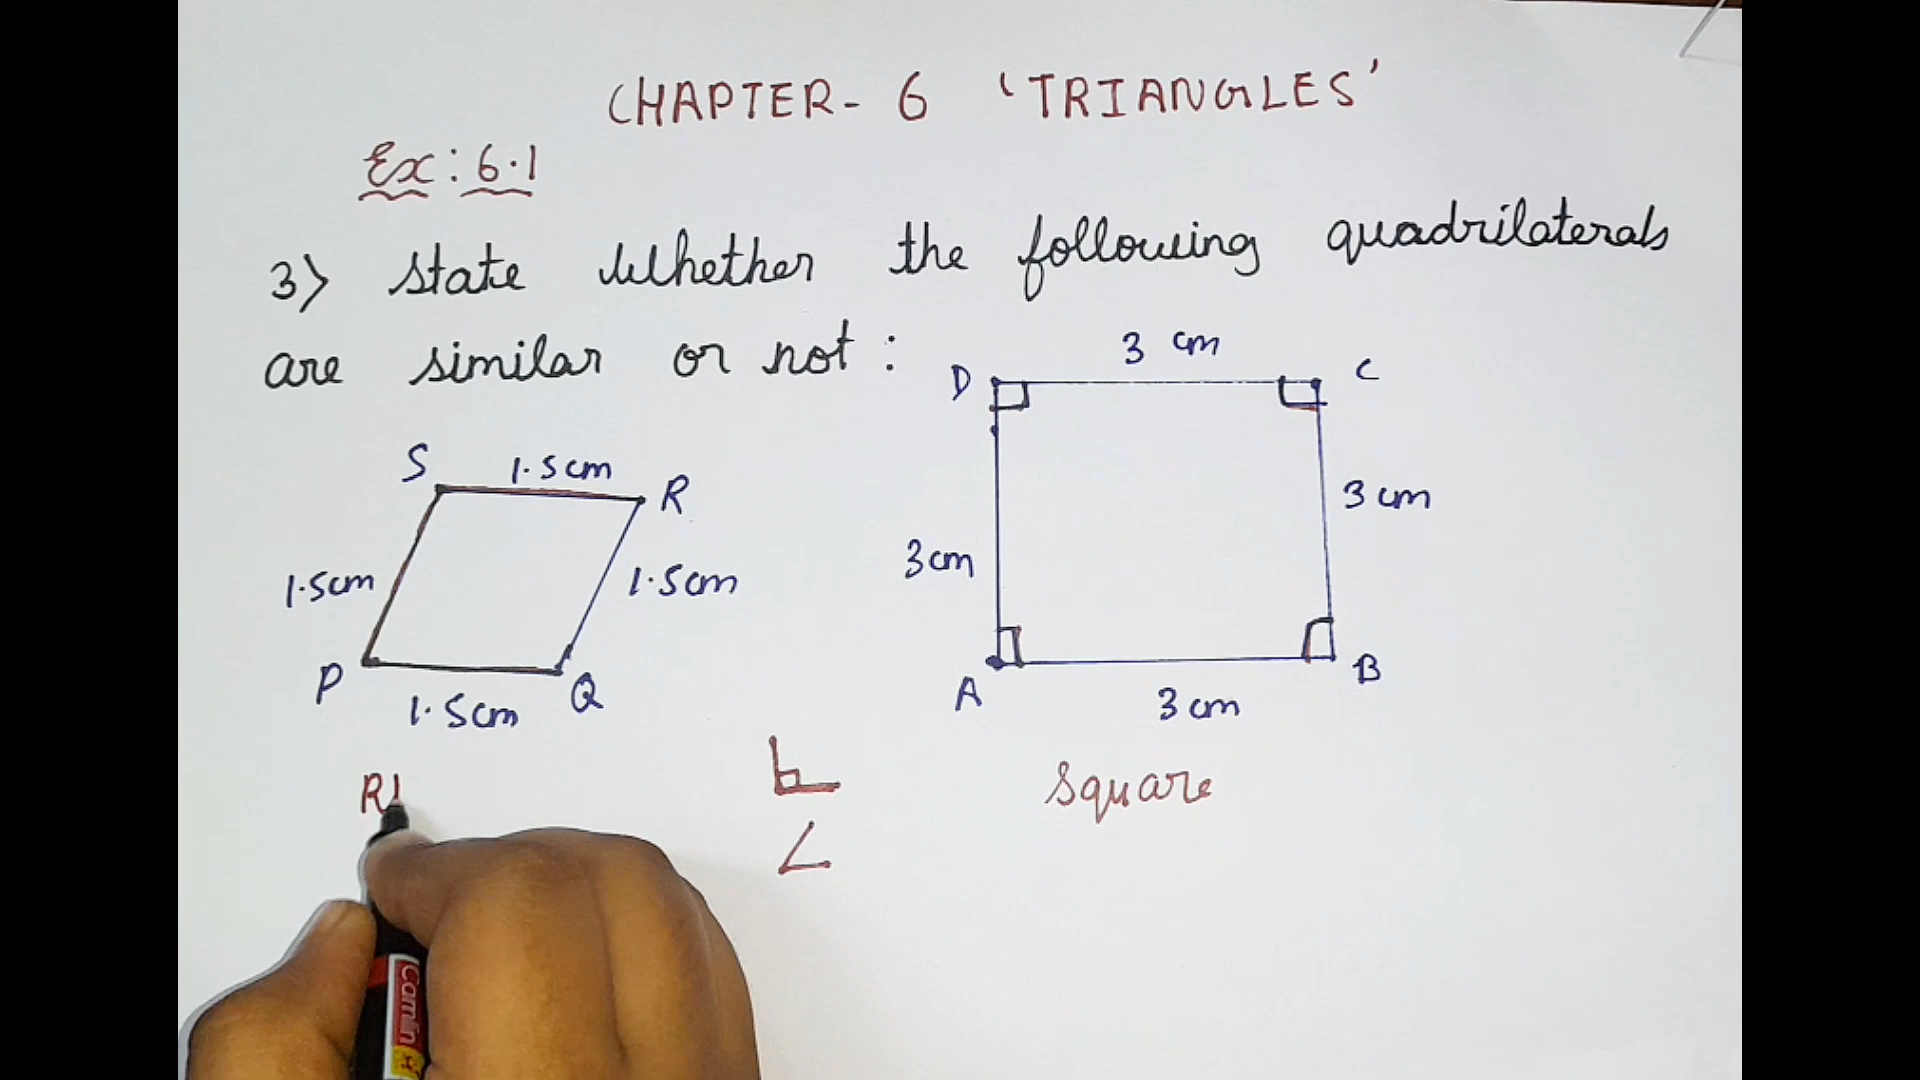 CHAPTER- 6 'TRIANGLES'
Ex: 6.1
3) State Whether the following quadrilaterals
are similar or not:
3 cm
D
C
S
1.5cm
R
3 cm
3cm
1.5cm
1.5cm
P
Q
1.5cm
A
B
3 cm
Square
Camlin